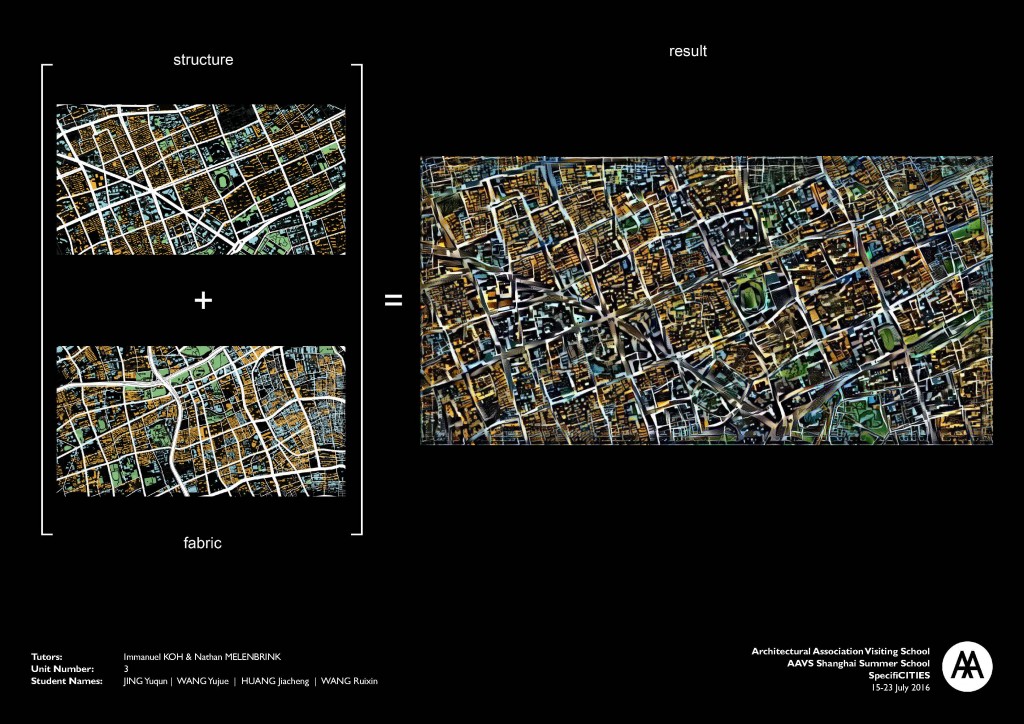 structure
result
+
=
fabric
Tutors: Immanuel KOH & Nathan MELENBRINK
Unit Number: 3
Student Names: JING Yuqun | WANG Yujue | HUANG Jiacheng | WANG Ruixin
Architectural Association Visiting School
AAVS Shanghai Summer School
SpecifiCITIES
15-23 July 2016
AA